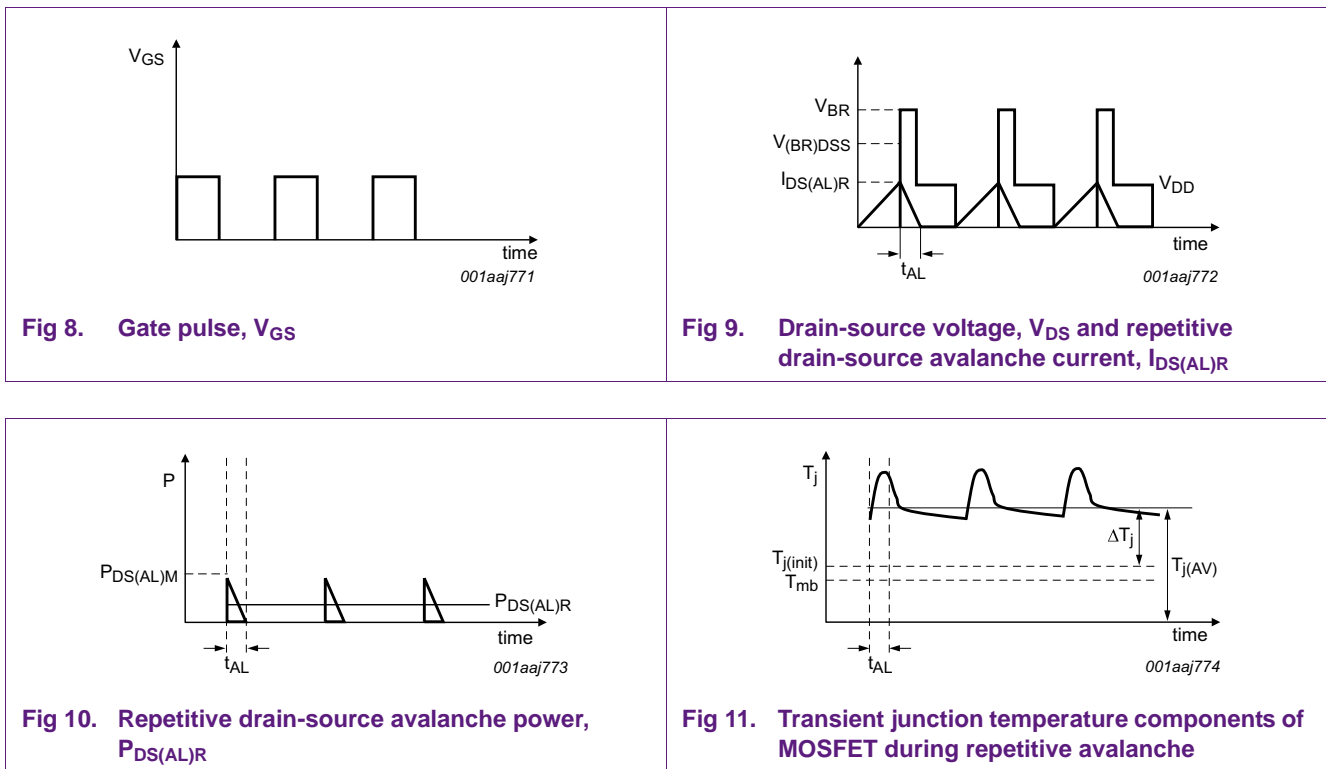 VGS
time
001aaj771
Fig 8. Gate pulse, VGS
VBR
V(BR)DSS
IDS(AL)R
VDD
time
tAL
001aaj772
Fig 9. Drain-source voltage, VDS and repetitive
drain-source avalanche current, IDS(AL)R
P
PDS(AL)M
PDS(AL)R
time
tAL
001aaj773
Fig 10. Repetitive drain-source avalanche power,
PDS(AL)R
Tj
ΔTj
Tj(init)
Tj(AV)
Tmb
time
tAL
001aaj774
Fig 11. Transient junction temperature components of
MOSFET during repetitive avalanche